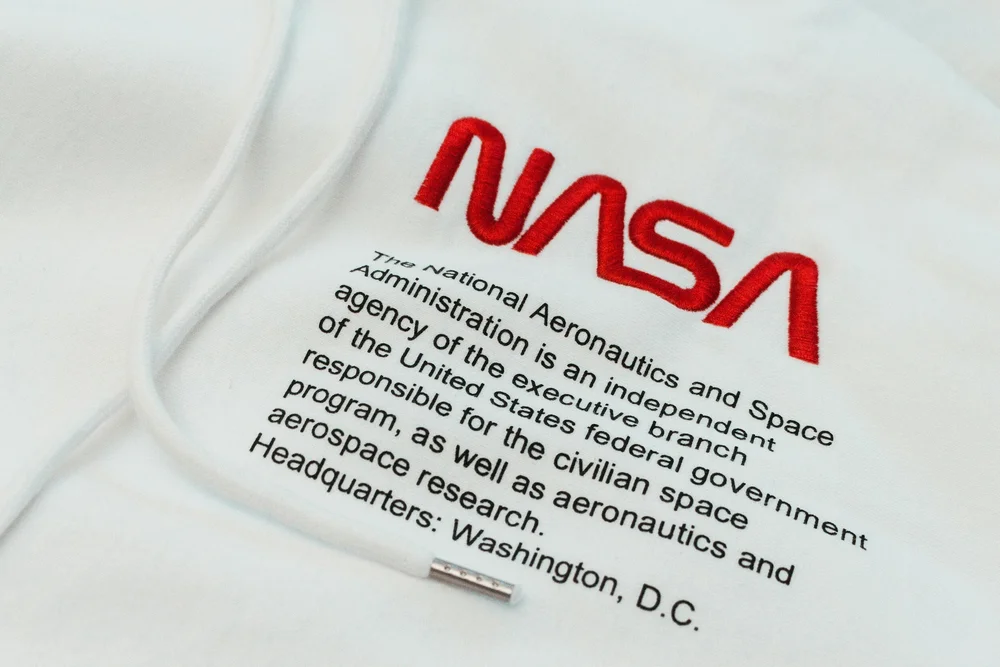 NASA
The National Aeronautics and Space
Administration is an independent
agency of the executive branch
of the United States federal government
responsible for the civilian space
program, as well as aeronautics and
aerospace research.
Headquarters: Washington, D.C.